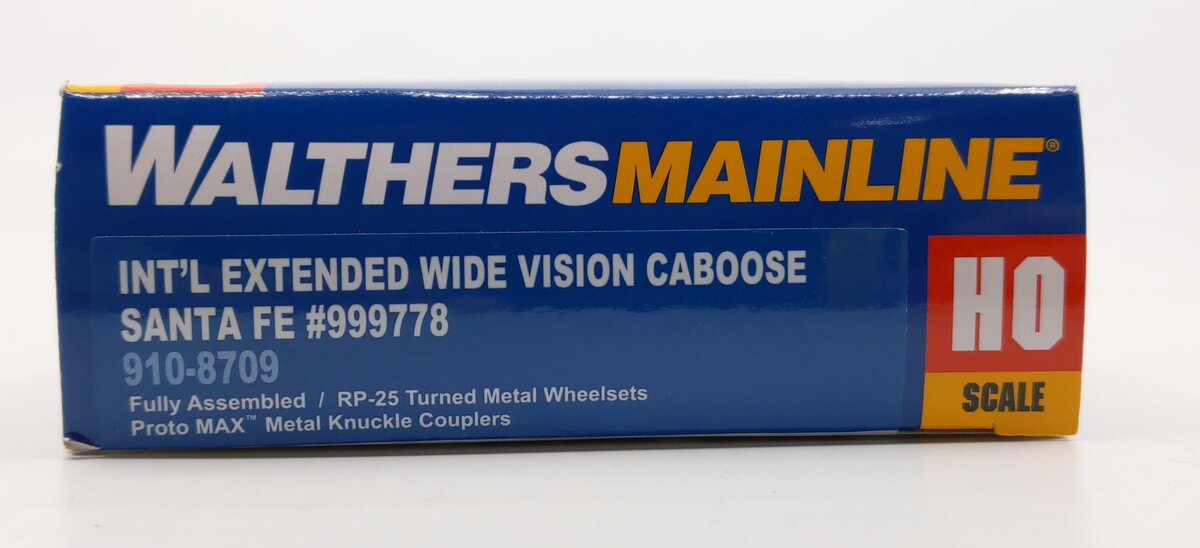 WALTHERSMAINLINE®
INT'L EXTENDED WIDE VISION CABOOSE
SANTA FE #999778
910-8709
Fully Assembled / RP-25 Turned Metal Wheelsets
Proto MAX™ Metal Knuckle Couplers
HO
SCALE